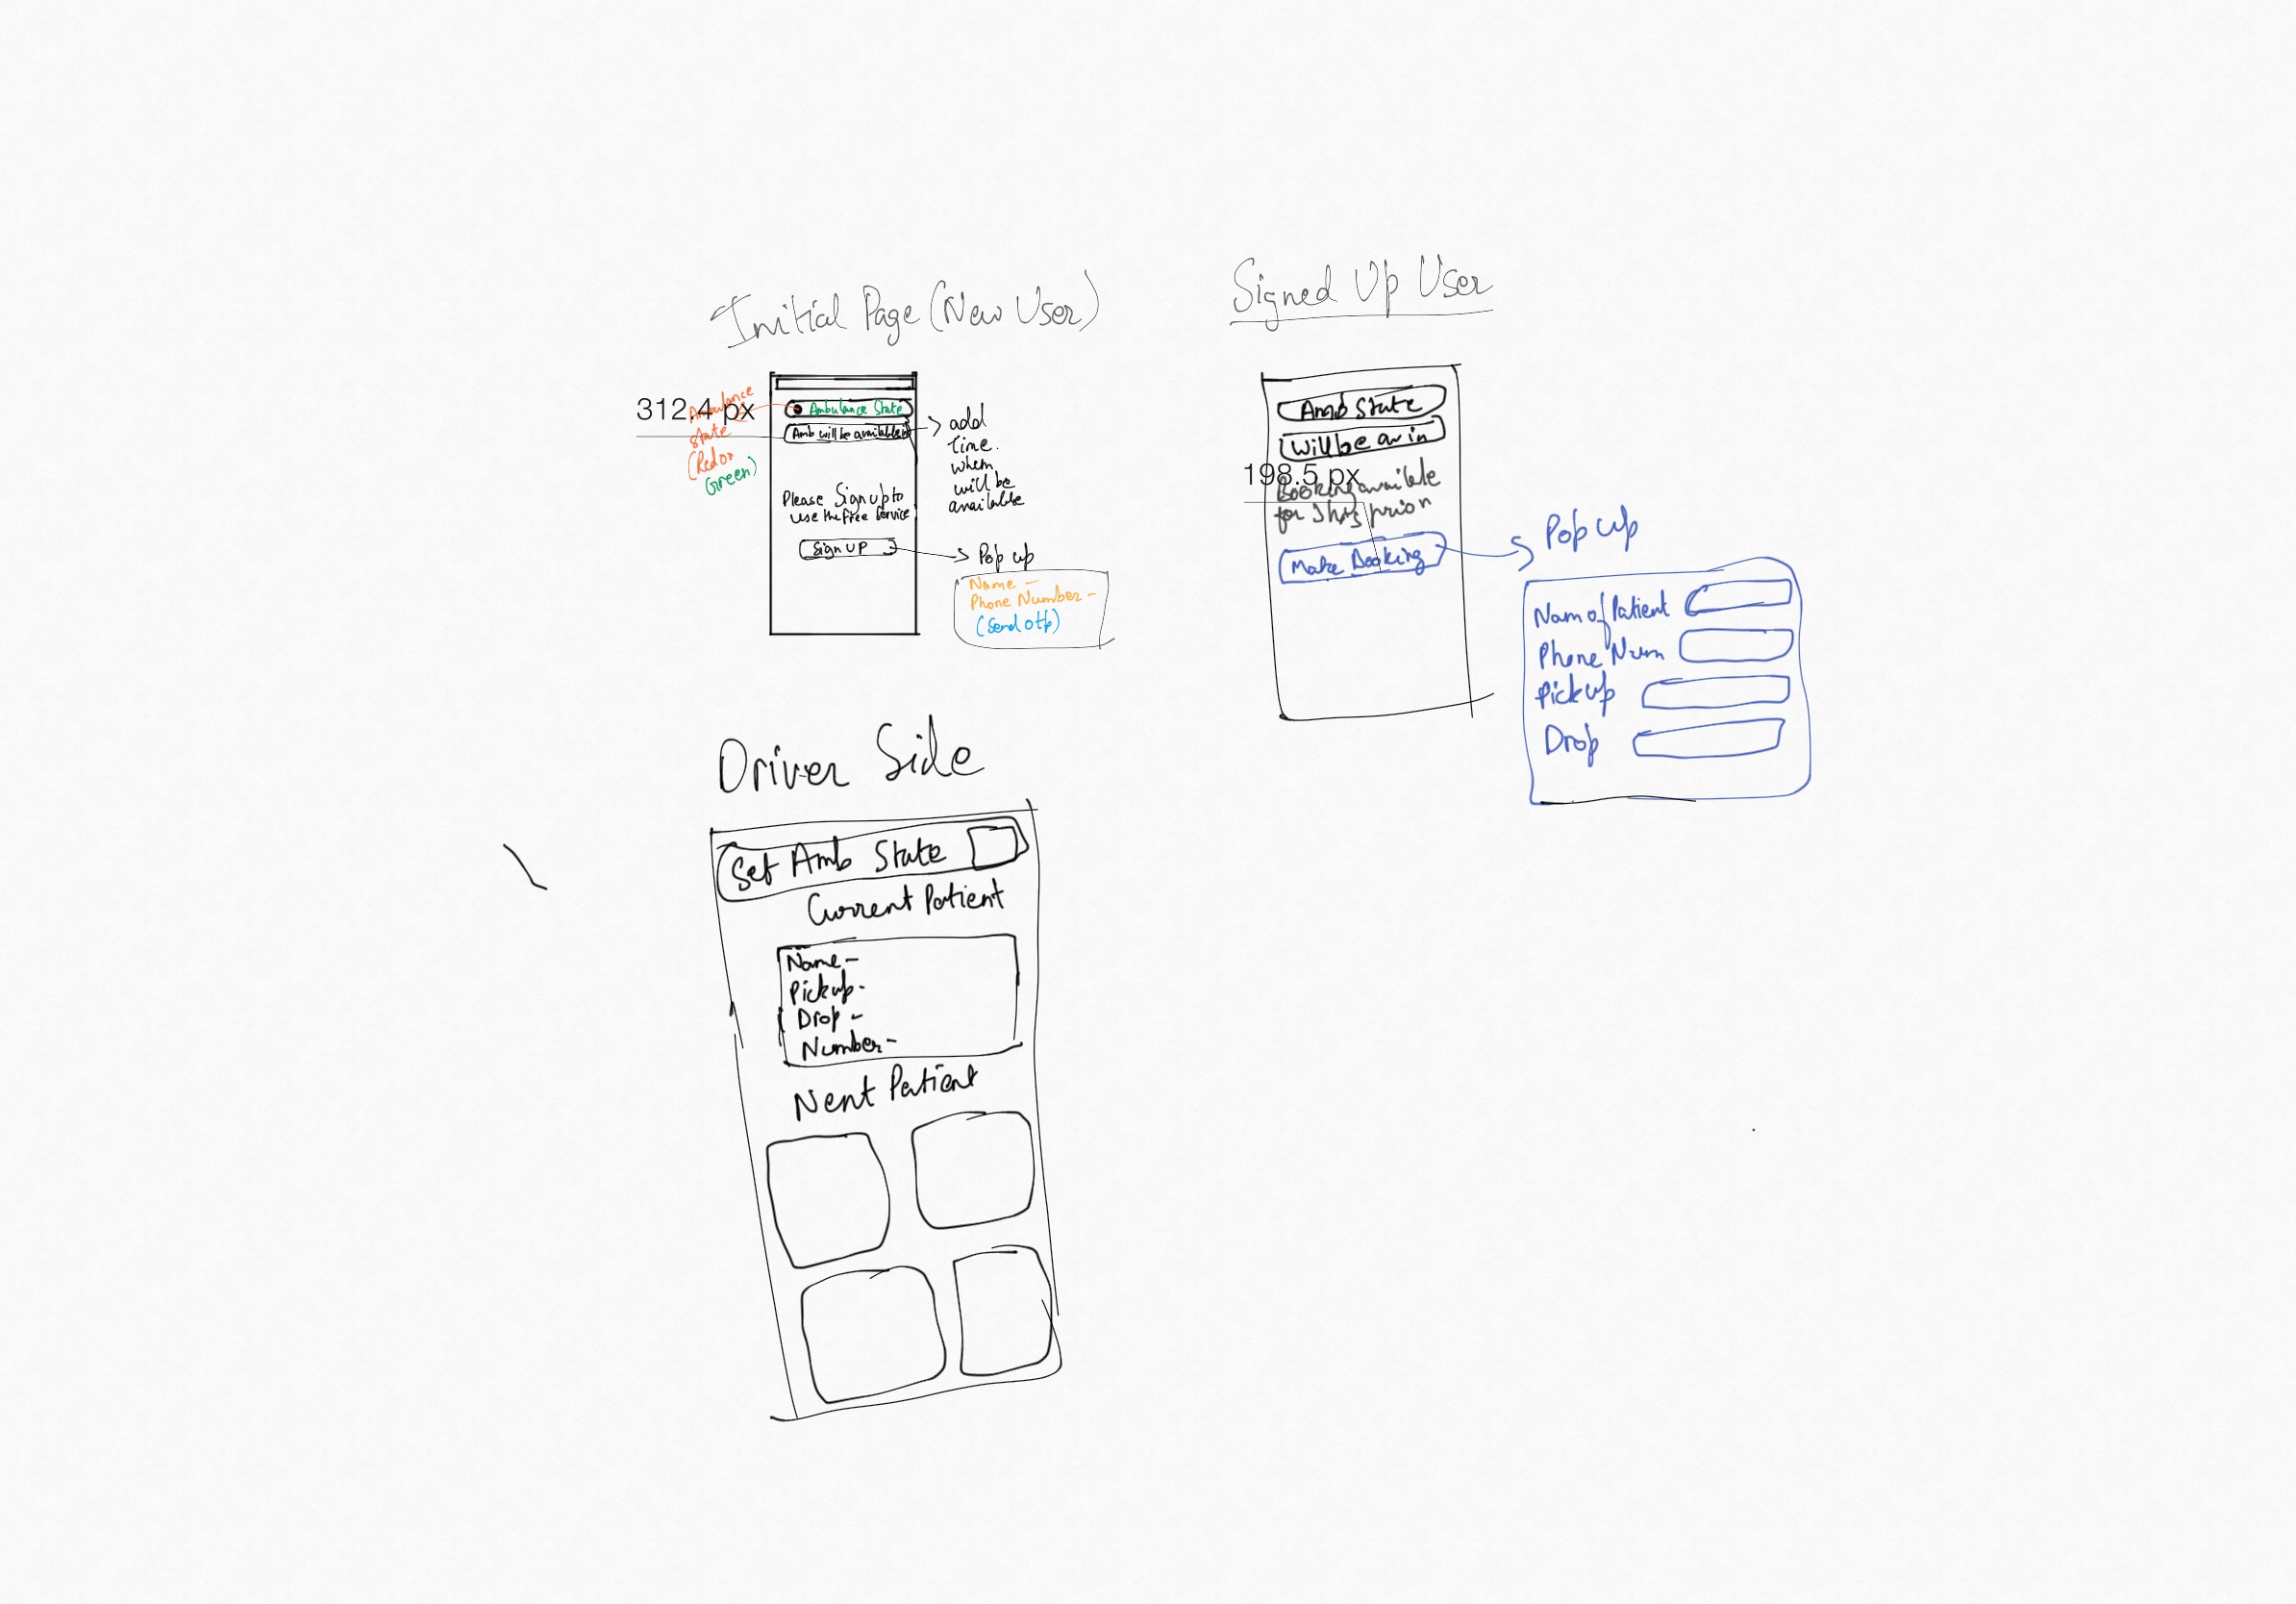 Initial Page (New User)
312.4 px
Ambulance
state
(Red or
Green)
Ambulance State
Amb will be available in
Please Sign up to
use the free service
Sign UP
add
time.
when
will be
available
Pop up
Name -
Phone Number -
(Send otp)
Signed Up User
Amb State
Will be av in
198.5 px
Booking available
for this
Make Booking
Pop up
Nam of Patient
Phone Num
Pickup
Drop
Driver Side
Set Amb State
Current Patient
Name -
Pickup -
Drop -
Number -
Next Patient